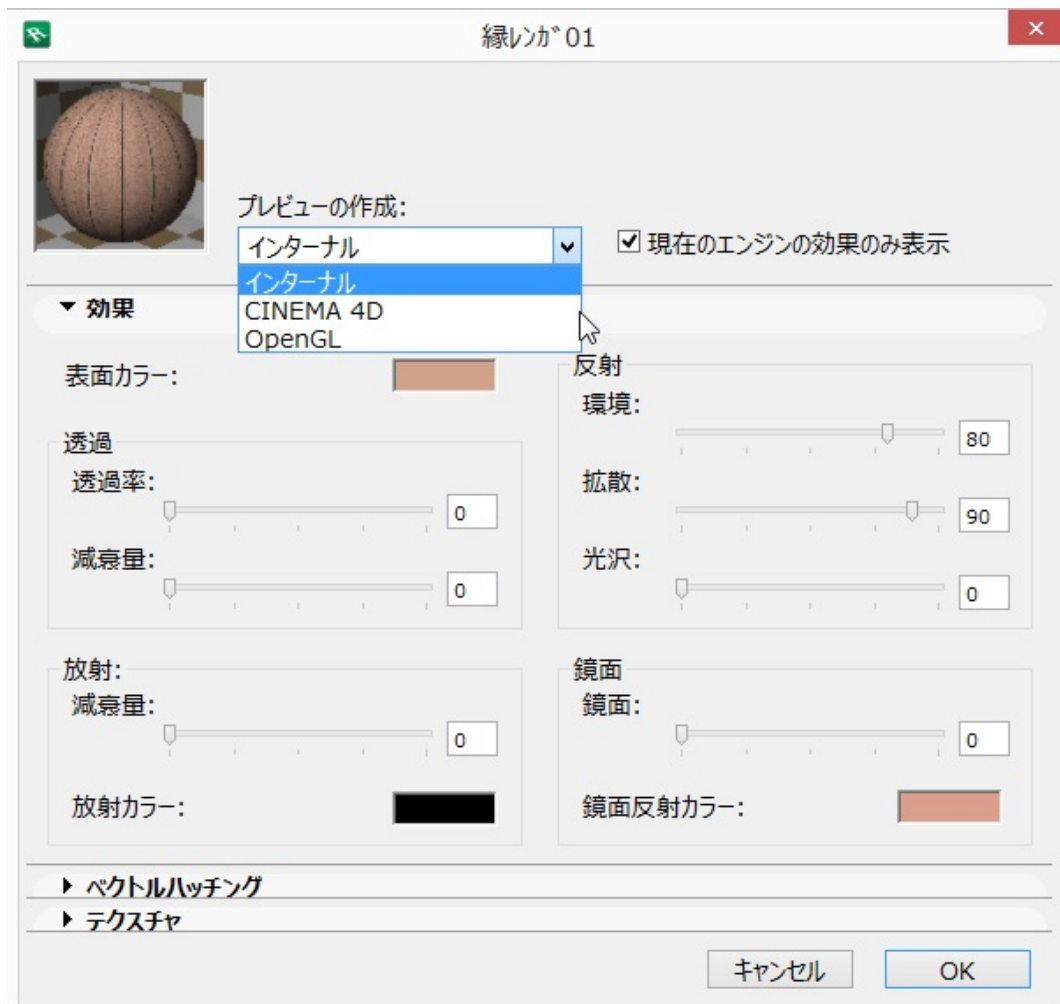 縁ﾚﾝｶﾞ01
プレビューの作成:
インターナル
現在のエンジンの効果のみ表示
インターナル
CINEMA 4D
OpenGL
効果
表面カラー:
透過
透過率:
0
減衰量:
0
反射
環境:
80
拡散:
90
光沢:
0
放射:
減衰量:
0
放射カラー:
鏡面
鏡面:
0
鏡面反射カラー:
ベクトルハッチング
テクスチャ
キャンセル
OK